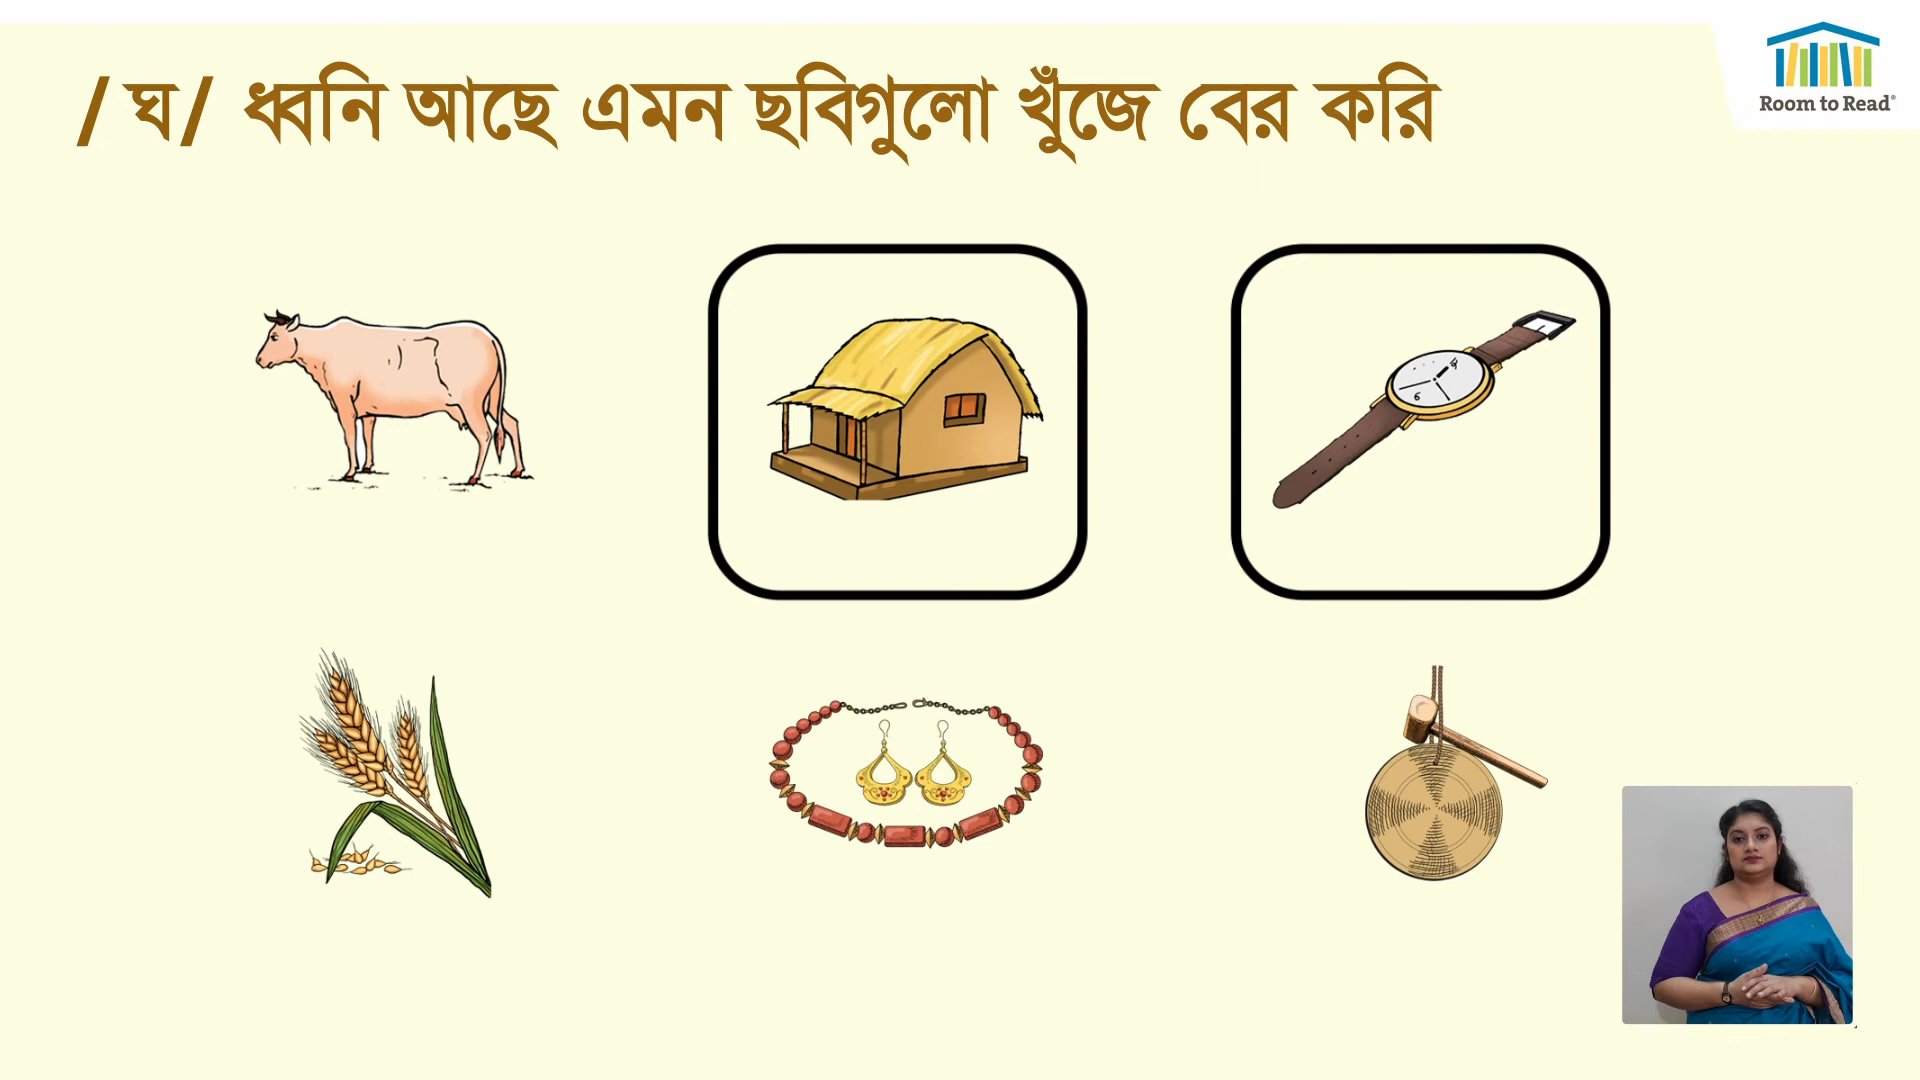 / ঘ/ ধ্বনি আছে এমন ছবিগুলো খুঁজে বের করি
Room to Read®